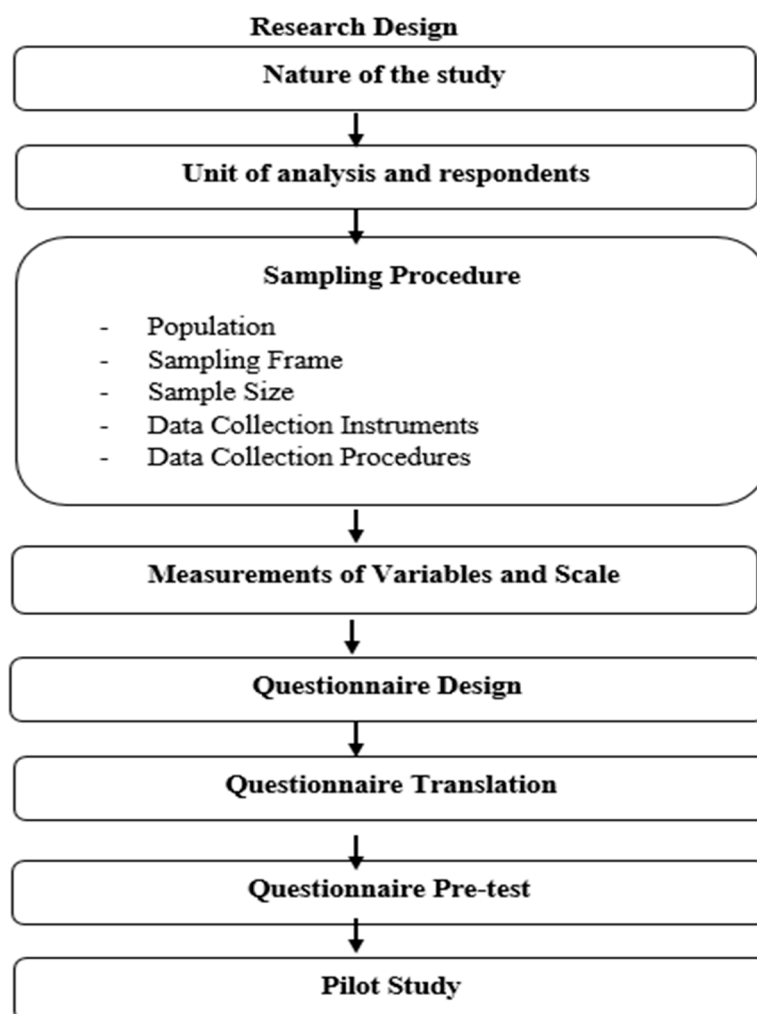 Research Design
Nature of the study
Unit of analysis and respondents
Sampling Procedure
- Population
- Sampling Frame
- Sample Size
- Data Collection Instruments
- Data Collection Procedures
Measurements of Variables and Scale
Questionnaire Design
Questionnaire Translation
Questionnaire Pre-test
Pilot Study